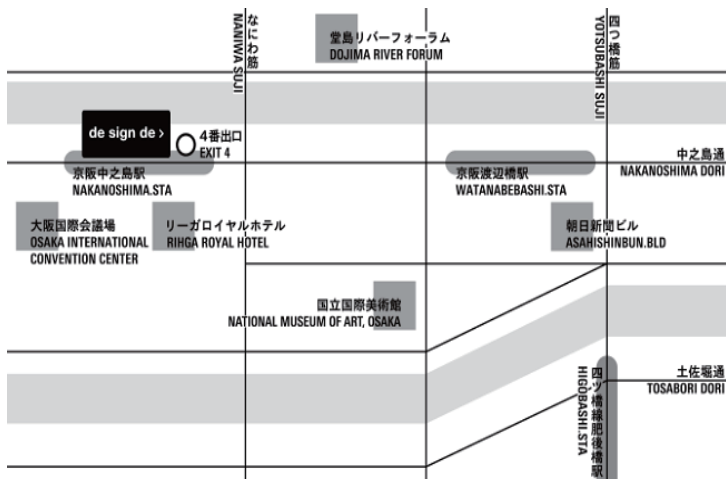 なにわ筋
NANIWA SUJI
堂島リバーフォーラム
DOJIMA RIVER FORUM
四つ橋筋
YOTSUBASHI SUJI
de sign de >
4番出口
EXIT 4
京阪中之島駅
NAKANOSHIMA.STA
京阪渡辺橋駅
WATANABEBASHI.STA
中之島通
NAKANOSHIMA DORI
大阪国際会議場
OSAKA INTERNATIONAL
CONVENTION CENTER
リーガロイヤルホテル
RIHGA ROYAL HOTEL
朝日新聞ビル
ASAHISHINBUN.BLD
国立国際美術館
NATIONAL MUSEUM OF ART, OSAKA
四ツ橋線肥後橋駅
HIGOBASHI.STA
土佐堀通
TOSABORI DORI